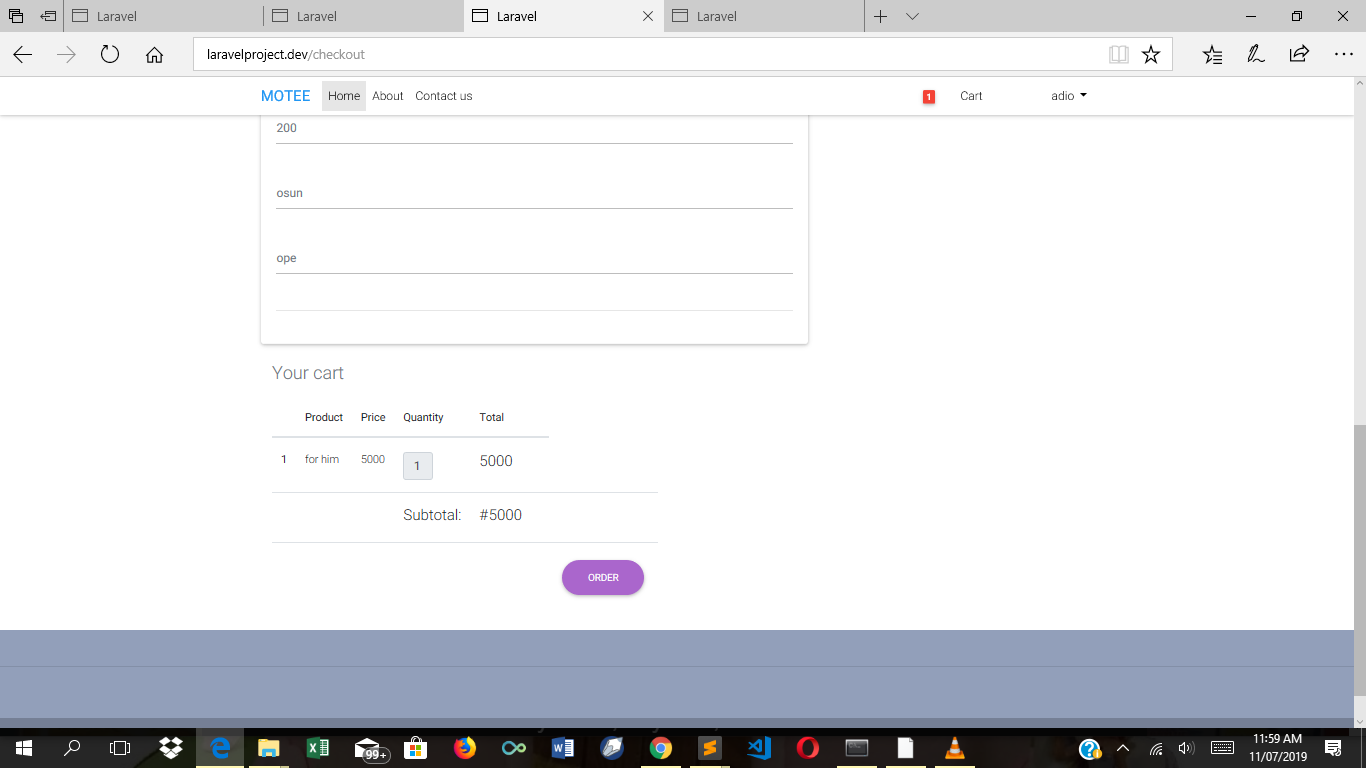 Laravel Laravel Laravel Laravel
laravelproject.dev/checkout
MOTEE Home About Contact us 1 Cart adio
200
osun
ope
Your cart
Product Price Quantity Total
1 for him 5000 1 5000
Subtotal: #5000
ORDER
99+
11:59 AM
11/07/2019